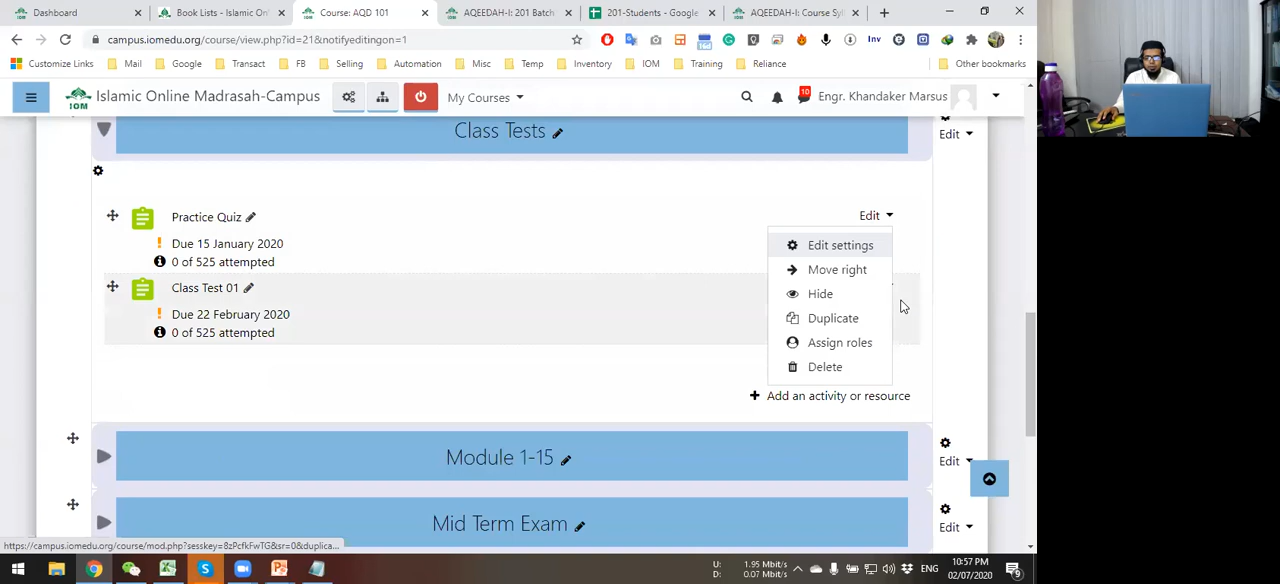 Dashboard
Book Lists - Islamic Onl
Course: AQD 101
AQEEDAH-I: 201 Batch
201-Students - Google
AQEEDAH-I: Course Syl
campus.iomedu.org/course/view.php?id=21&notifyeditingon=1
Inv
Customize Links
Mail
Google
Transact
FB
Selling
Automation
Misc
Temp
Inventory
IOM
Training
Reliance
Other bookmarks
IOM
Islamic Online Madrasah-Campus
My Courses
10
Engr. Khandaker Marsus
Class Tests
Edit
Practice Quiz
Edit
Due 15 January 2020
0 of 525 attempted
Class Test 01
Due 22 February 2020
0 of 525 attempted
Edit settings
Move right
Hide
Duplicate
Assign roles
Delete
Add an activity or resource
Module 1-15
Edit
Mid Term Exam
Edit
https://campus.iomedu.org/course/mod.php?sesskey=8zPcfkFwTG&sr=0&duplica...
U: 1.95 Mbit/s
D: 0.07 Mbit/s
ENG
10:57 PM
02/07/2020